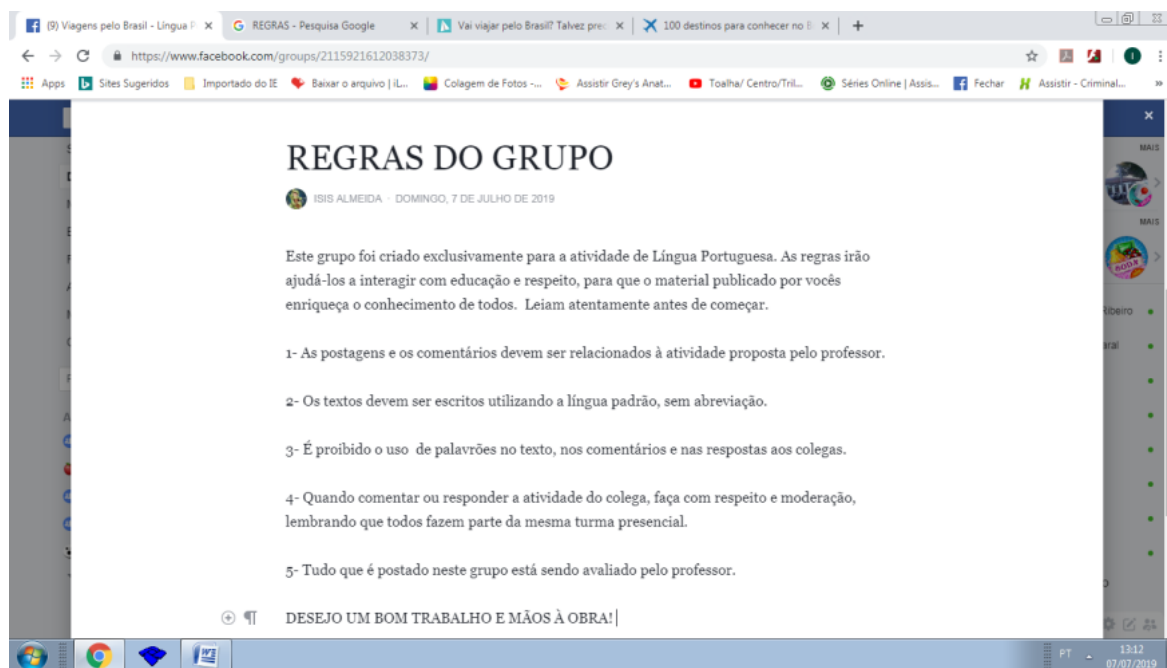 (9) Viagens pelo Brasil - Língua P
REGRAS - Pesquisa Google
Vai viajar pelo Brasil? Talvez prec
100 destinos para conhecer no B
https://www.facebook.com/groups/2115921612038373/
Apps
Sites Sugeridos
Importado do IE
Baixar o arquivo | iL...
Colagem de Fotos -...
Assistir Grey's Anat...
Toalha/ Centro/Tril...
Séries Online | Assis...
Fechar
Assistir - Criminal...
»
MAIS
REGRAS DO GRUPO
ISIS ALMEIDA · DOMINGO, 7 DE JULHO DE 2019
MAIS
Este grupo foi criado exclusivamente para a atividade de Língua Portuguesa. As regras irão
ajudá-los a interagir com educação e respeito, para que o material publicado por vocês
enriqueça o conhecimento de todos.  Leiam atentamente antes de começar.
Ribeiro
aral
1- As postagens e os comentários devem ser relacionados à atividade proposta pelo professor.
2- Os textos devem ser escritos utilizando a língua padrão, sem abreviação.
3- É proibido o uso  de palavrões no texto, nos comentários e nas respostas aos colegas.
4- Quando comentar ou responder a atividade do colega, faça com respeito e moderação,
lembrando que todos fazem parte da mesma turma presencial.
5- Tudo que é postado neste grupo está sendo avaliado pelo professor.
DESEJO UM BOM TRABALHO E MÃOS À OBRA!
PT
13:12
07/07/2019